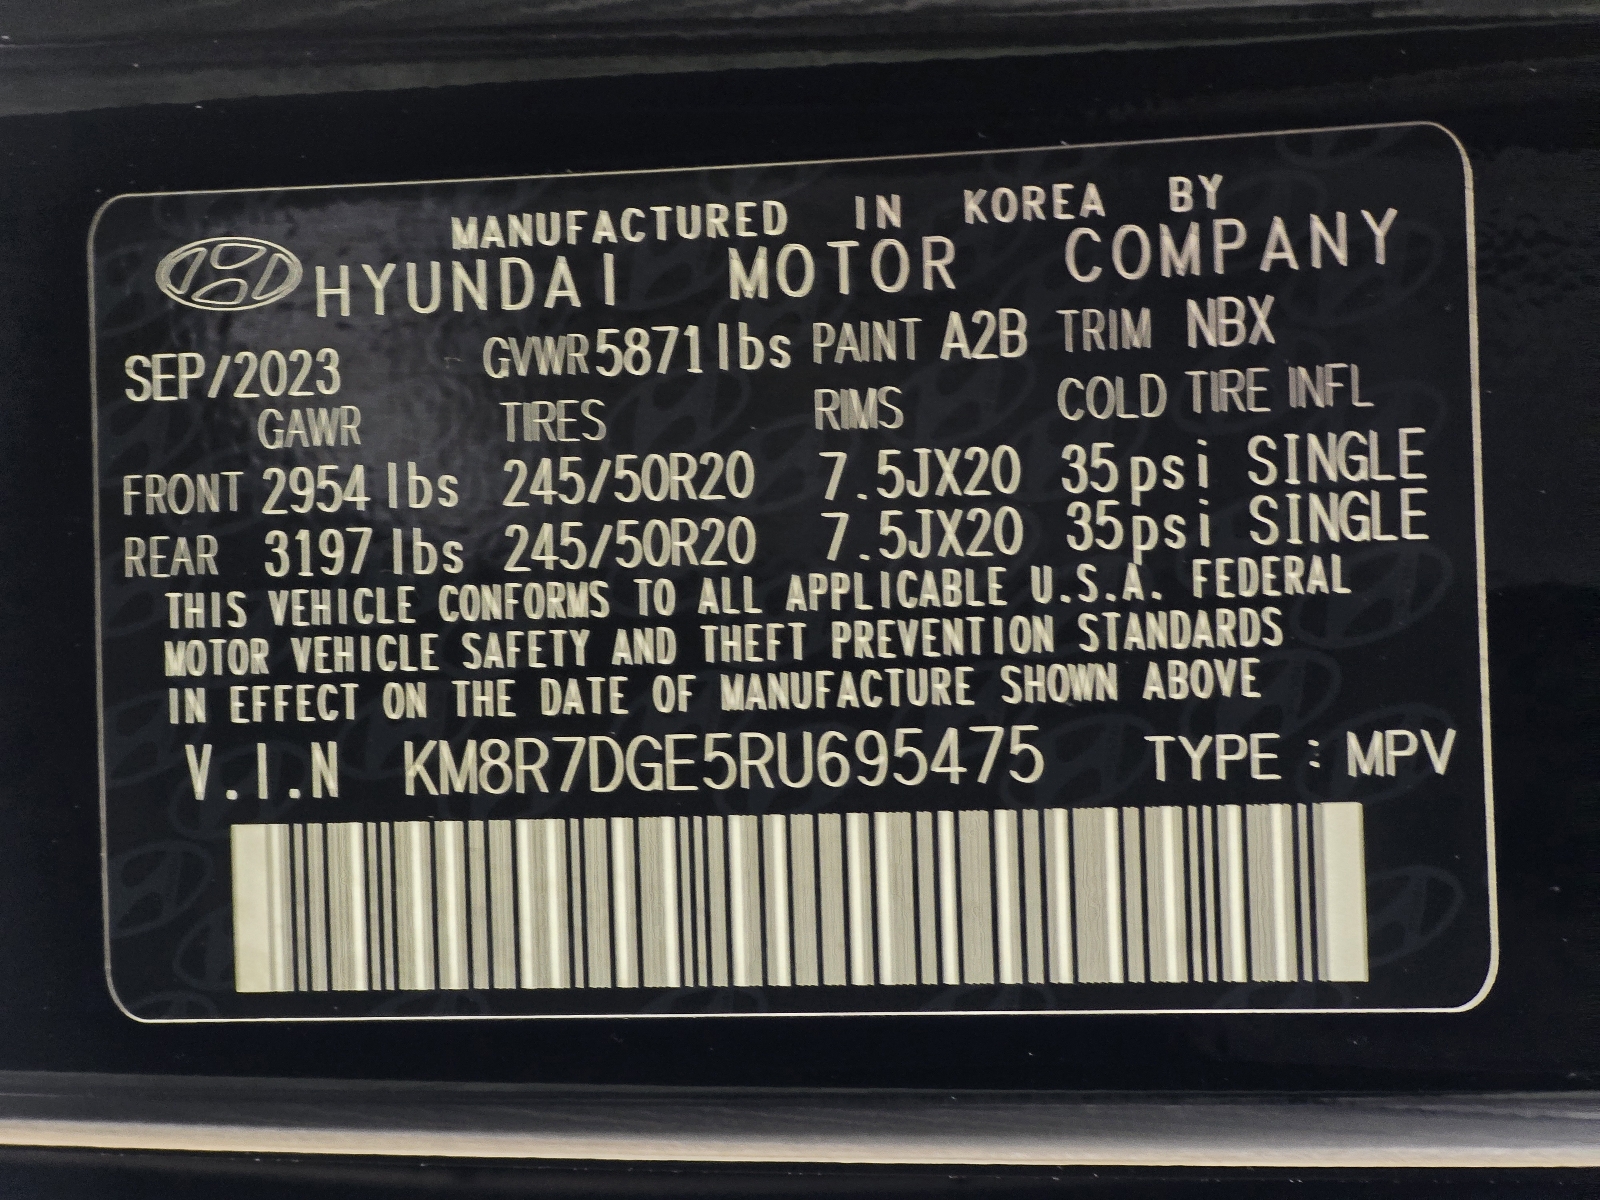 MANUFACTURED IN KOREA BY
HYUNDAI MOTOR COMPANY
SEP/2023 GVWR 5871 lbs PAINT A2B TRIM NBX
GAWR TIRES RIMS COLD TIRE INFL
FRONT 2954 lbs 245/50R20 7.5JX20 35psi SINGLE
REAR 3197 lbs 245/50R20 7.5JX20 35psi SINGLE
THIS VEHICLE CONFORMS TO ALL APPLICABLE U.S.A. FEDERAL
MOTOR VEHICLE SAFETY AND THEFT PREVENTION STANDARDS
IN EFFECT ON THE DATE OF MANUFACTURE SHOWN ABOVE
V.I.N KM8R7DGE5RU695475 TYPE : MPV